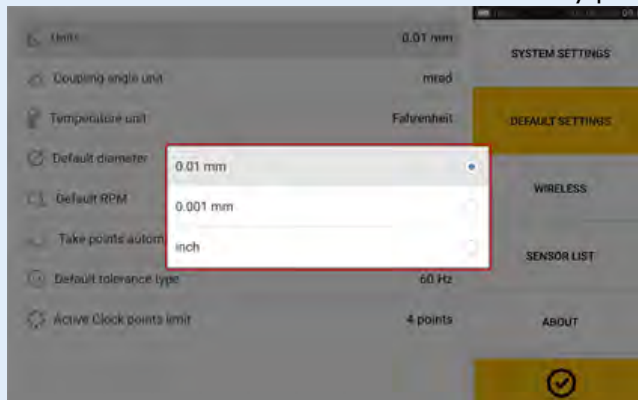 Units 0.01 mm
Coupling angle unit mrad
Temperature unit Fahrenheit
Default diameter
Default RPM
Take points autom
Default tolerance type 60 Hz
Active Clock points limit 4 points
0.01 mm
0.001 mm
inch
SYSTEM SETTINGS
DEFAULT SETTINGS
WIRELESS
SENSOR LIST
ABOUT